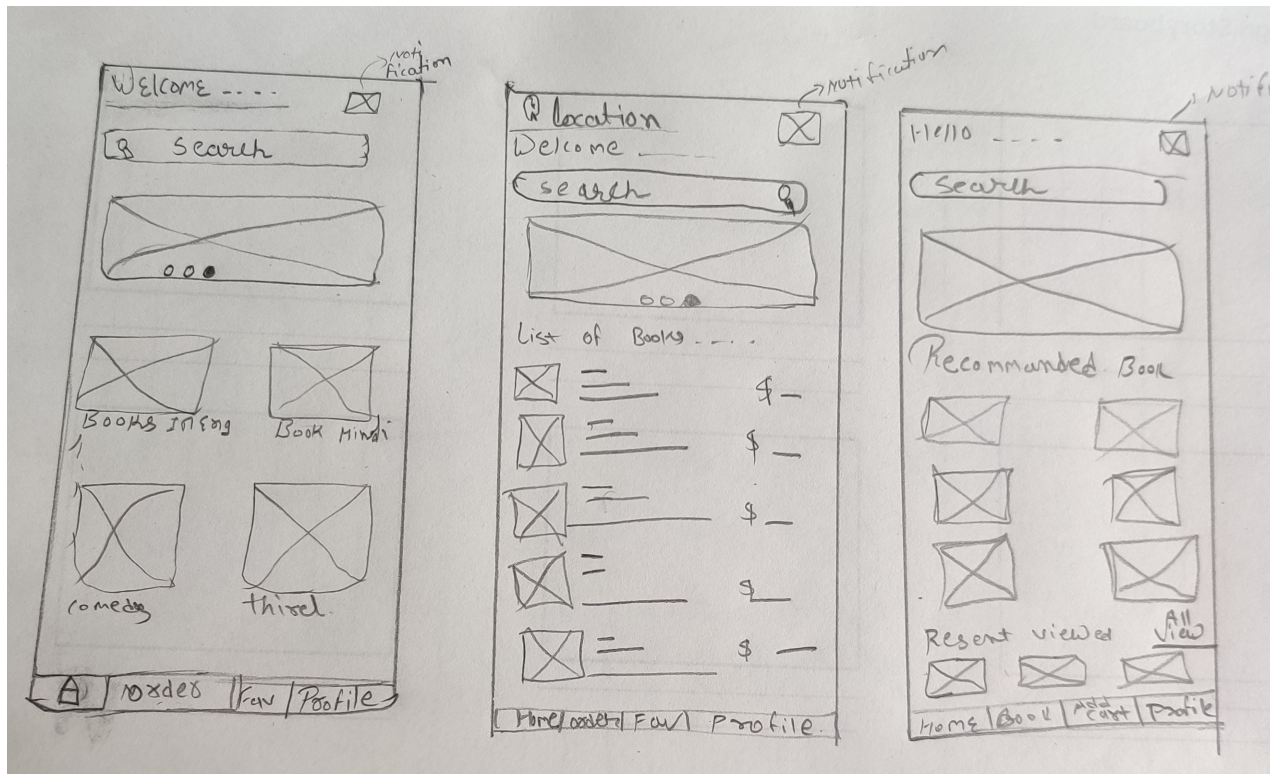 noti
fication
Welcome ----
Search
Books In Eng
Book Hindi
comedy
thirel.
order
Fav
Profile
notification
location
Welcome
search
List of Books....
$
$
$
$
$
Home
order
Fav
Profile.
Notifi
Hello ----
Search
Recommanded Book
Resent viewed
All
View
Home
Book
Add
cart
Profile